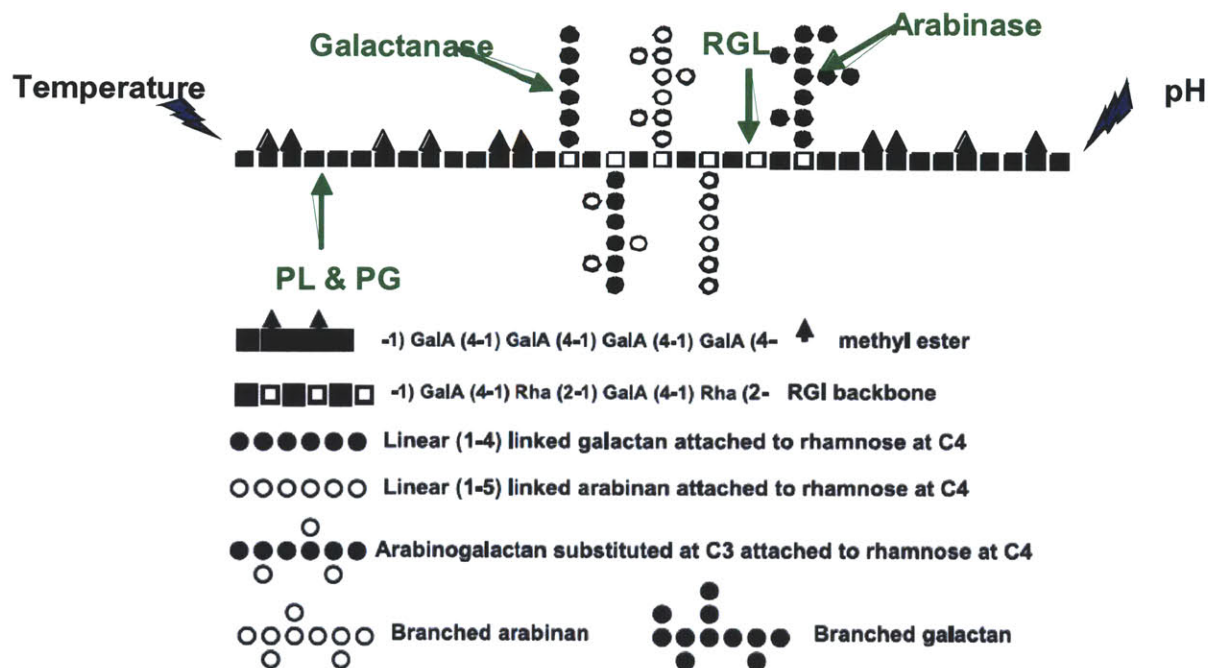 Galactanase
RGL
Arabinase
Temperature
pH
PL & PG
-1) GalA (4-1) GalA (4-1) GalA (4-1) GalA (4-
methyl ester
-1) GalA (4-1) Rha (2-1) GalA (4-1) Rha (2- RGI backbone
Linear (1-4) linked galactan attached to rhamnose at C4
Linear (1-5) linked arabinan attached to rhamnose at C4
Arabinogalactan substituted at C3 attached to rhamnose at C4
Branched arabinan
Branched galactan